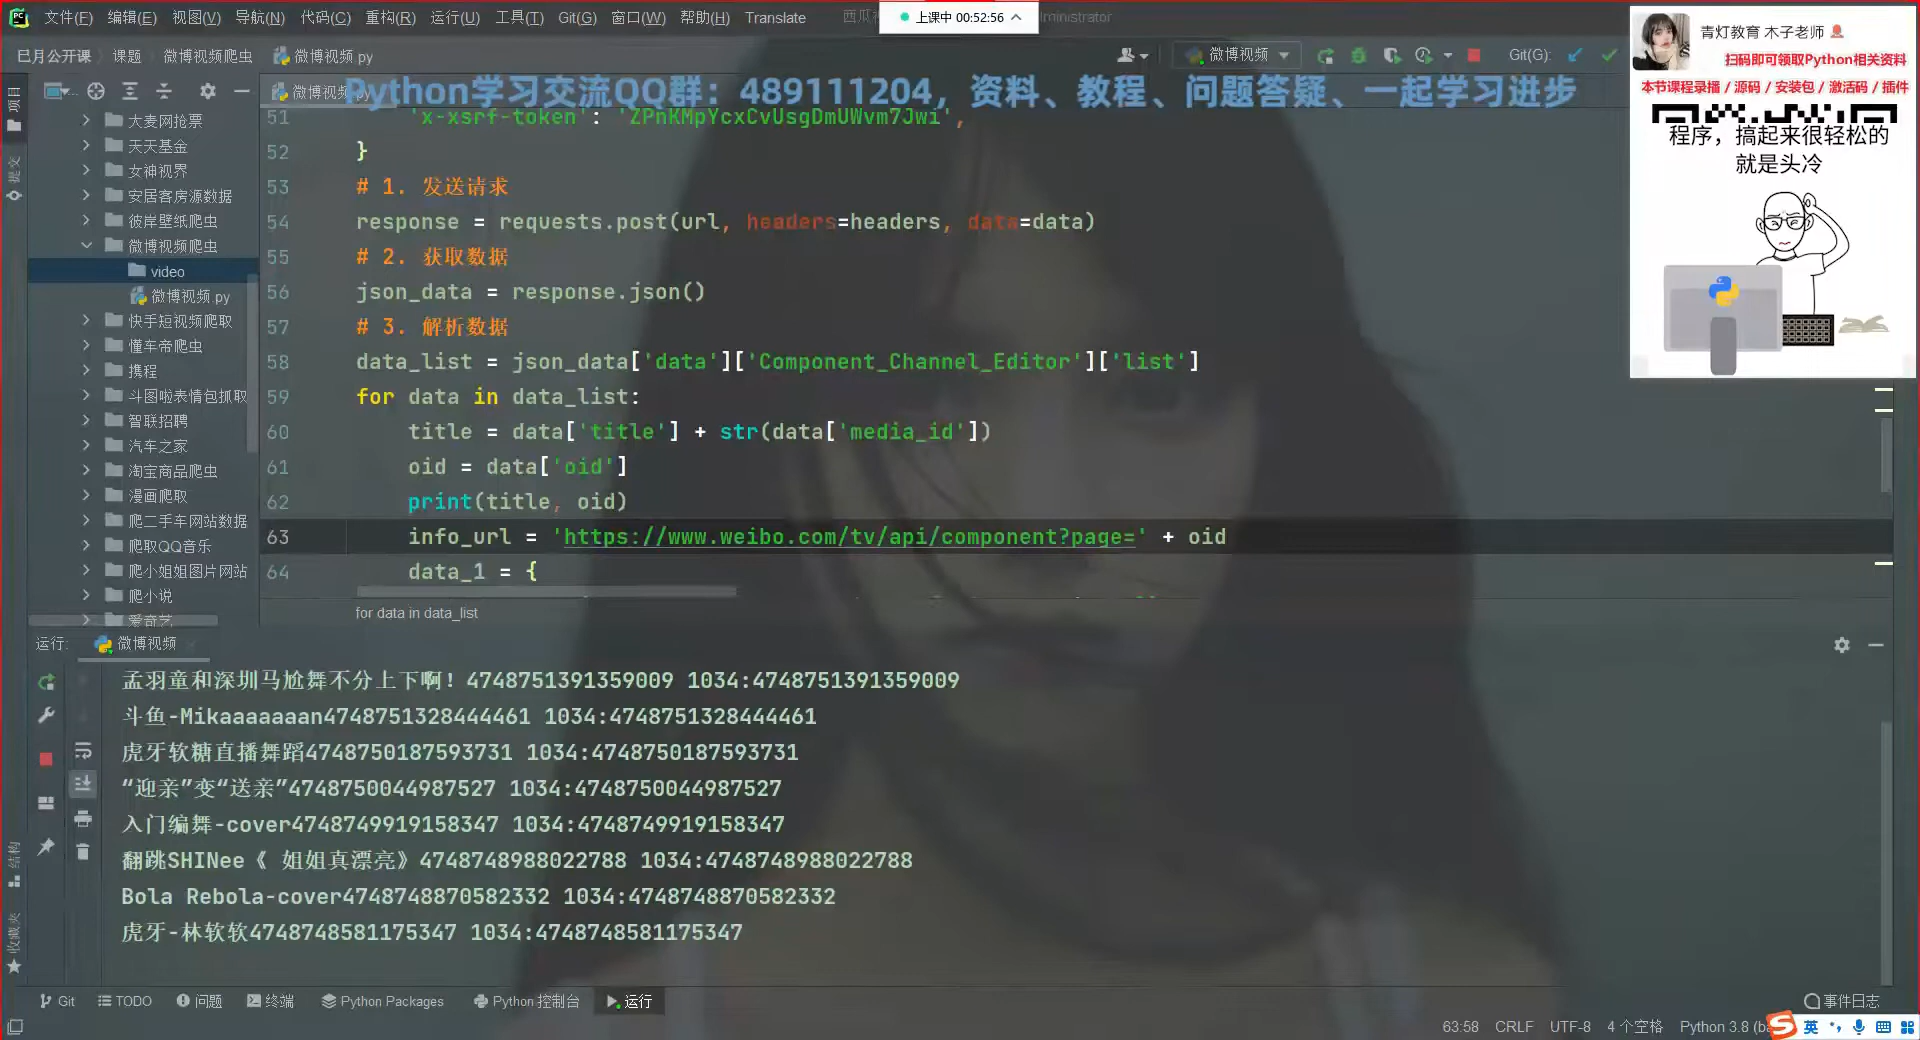 文件(F) 编辑(E) 视图(V) 导航(N) 代码(C) 重构(R) 运行(U) 工具(T) Git(G) 窗口(W) 帮助(H) Translate
上课中 00:52:56
巳月公开课 课题 微博视频爬虫 微博视频.py
微博视频
Git(G):
青灯教育 木子老师
扫码即可领取Python相关资料
本节课程录播 / 源码 / 安装包 / 激活码 / 插件
程序，搞起来很轻松的
就是头冷
Python学习交流QQ群：489111204，资料、教程、问题答疑、一起学习进步
项目
提交
大麦网抢票
天天基金
女神视界
安居客房源数据
彼岸壁纸爬虫
微博视频爬虫
video
微博视频.py
快手短视频爬取
懂车帝爬虫
携程
斗图啦表情包抓取
智联招聘
汽车之家
淘宝商品爬虫
漫画爬取
爬二手车网站数据
爬取QQ音乐
爬小姐姐图片网站
爬小说
爱奇艺
51 'x-xsrf-token': 'ZPnKMpYcxCvUsgDmUWvm7Jwi',
52 }
53 # 1. 发送请求
54 response = requests.post(url, headers=headers, data=data)
55 # 2. 获取数据
56 json_data = response.json()
57 # 3. 解析数据
58 data_list = json_data['data']['Component_Channel_Editor']['list']
59 for data in data_list:
60 title = data['title'] + str(data['media_id'])
61 oid = data['oid']
62 print(title, oid)
63 info_url = 'https://www.weibo.com/tv/api/component?page=' + oid
64 data_1 = {
for data in data_list
运行: 微博视频
孟羽童和深圳马尬舞不分上下啊！4748751391359009 1034:4748751391359009
斗鱼-Mikaaaaaaan4748751328444461 1034:4748751328444461
虎牙软糖直播舞蹈4748750187593731 1034:4748750187593731
“迎亲”变“送亲”4748750044987527 1034:4748750044987527
入门编舞-cover4748749919158347 1034:4748749919158347
翻跳SHINee《 姐姐真漂亮》4748748988022788 1034:4748748988022788
Bola Rebola-cover4748748870582332 1034:4748748870582332
虎牙-林软软4748748581175347 1034:4748748581175347
结构
收藏夹
Git TODO 问题 终端 Python Packages Python 控制台 运行
事件日志
63:58 CRLF UTF-8 4 个空格 Python 3.8 (ba
英